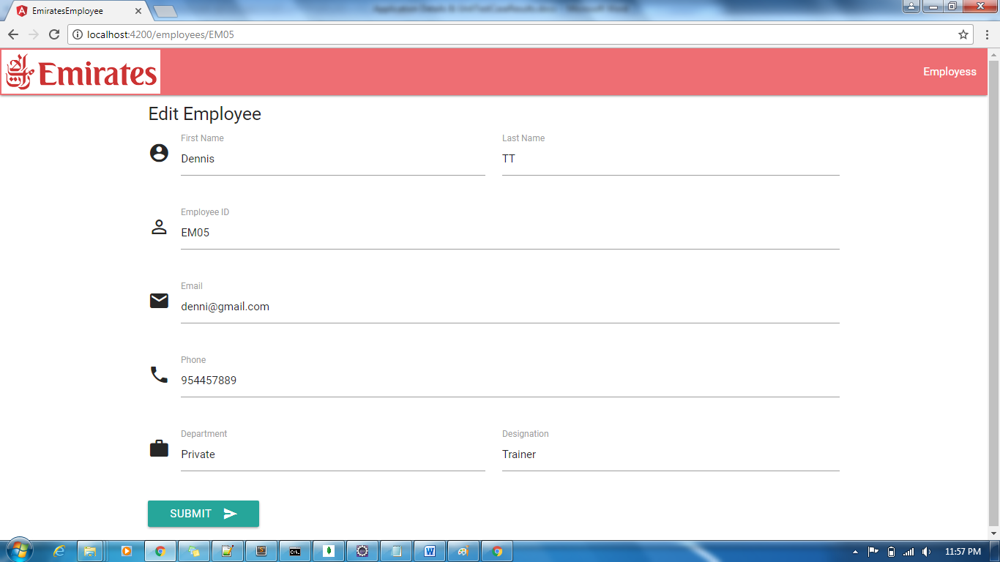 EmiratesEmployee
localhost:4200/employees/EM05
Emirates
Employess
Edit Employee
First Name
Last Name
Dennis
TT
Employee ID
EM05
Email
denni@gmail.com
Phone
954457889
Department
Designation
Private
Trainer
SUBMIT
11:57 PM